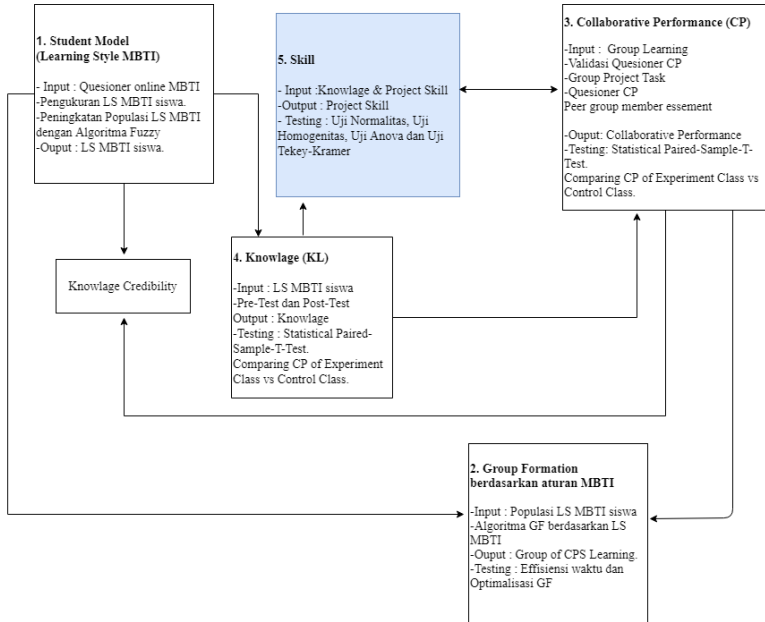 1. Student Model
(Learning Style MBTI)
- Input : Quesioner online MBTI
-Pengukuran LS MBTI siswa.
-Peningkatan Populasi LS MBTI
dengan Algoritma Fuzzy
-Ouput : LS MBTI siswa.
5. Skill
- Input :Knowlage & Project Skill
-Output : Project Skill
- Testing : Uji Normalitas, Uji
Homogenitas, Uji Anova dan Uji
Tekey-Kramer
3. Collaborative Performance (CP)
-Input :  Group Learning
-Validasi Quesioner CP
-Group Project Task
-Quesioner CP
Peer group member essement
-Ouput: Collaborative Performance
-Testing: Statistical Paired-Sample-T-
Test.
Comparing CP of Experiment Class vs
Control Class.
Knowlage Credibility
4. Knowlage (KL)
-Input : LS MBTI siswa
-Pre-Test dan Post-Test
Output : Knowlage
-Testing : Statistical Paired-
Sample-T-Test.
Comparing CP of Experiment
Class vs Control Class.
2. Group Formation
berdasarkan aturan MBTI
-Input : Populasi LS MBTI siswa
-Algoritma GF berdasarkan LS
MBTI
-Ouput : Group of CPS Learning.
-Testing : Effisiensi waktu dan
Optimalisasi GF